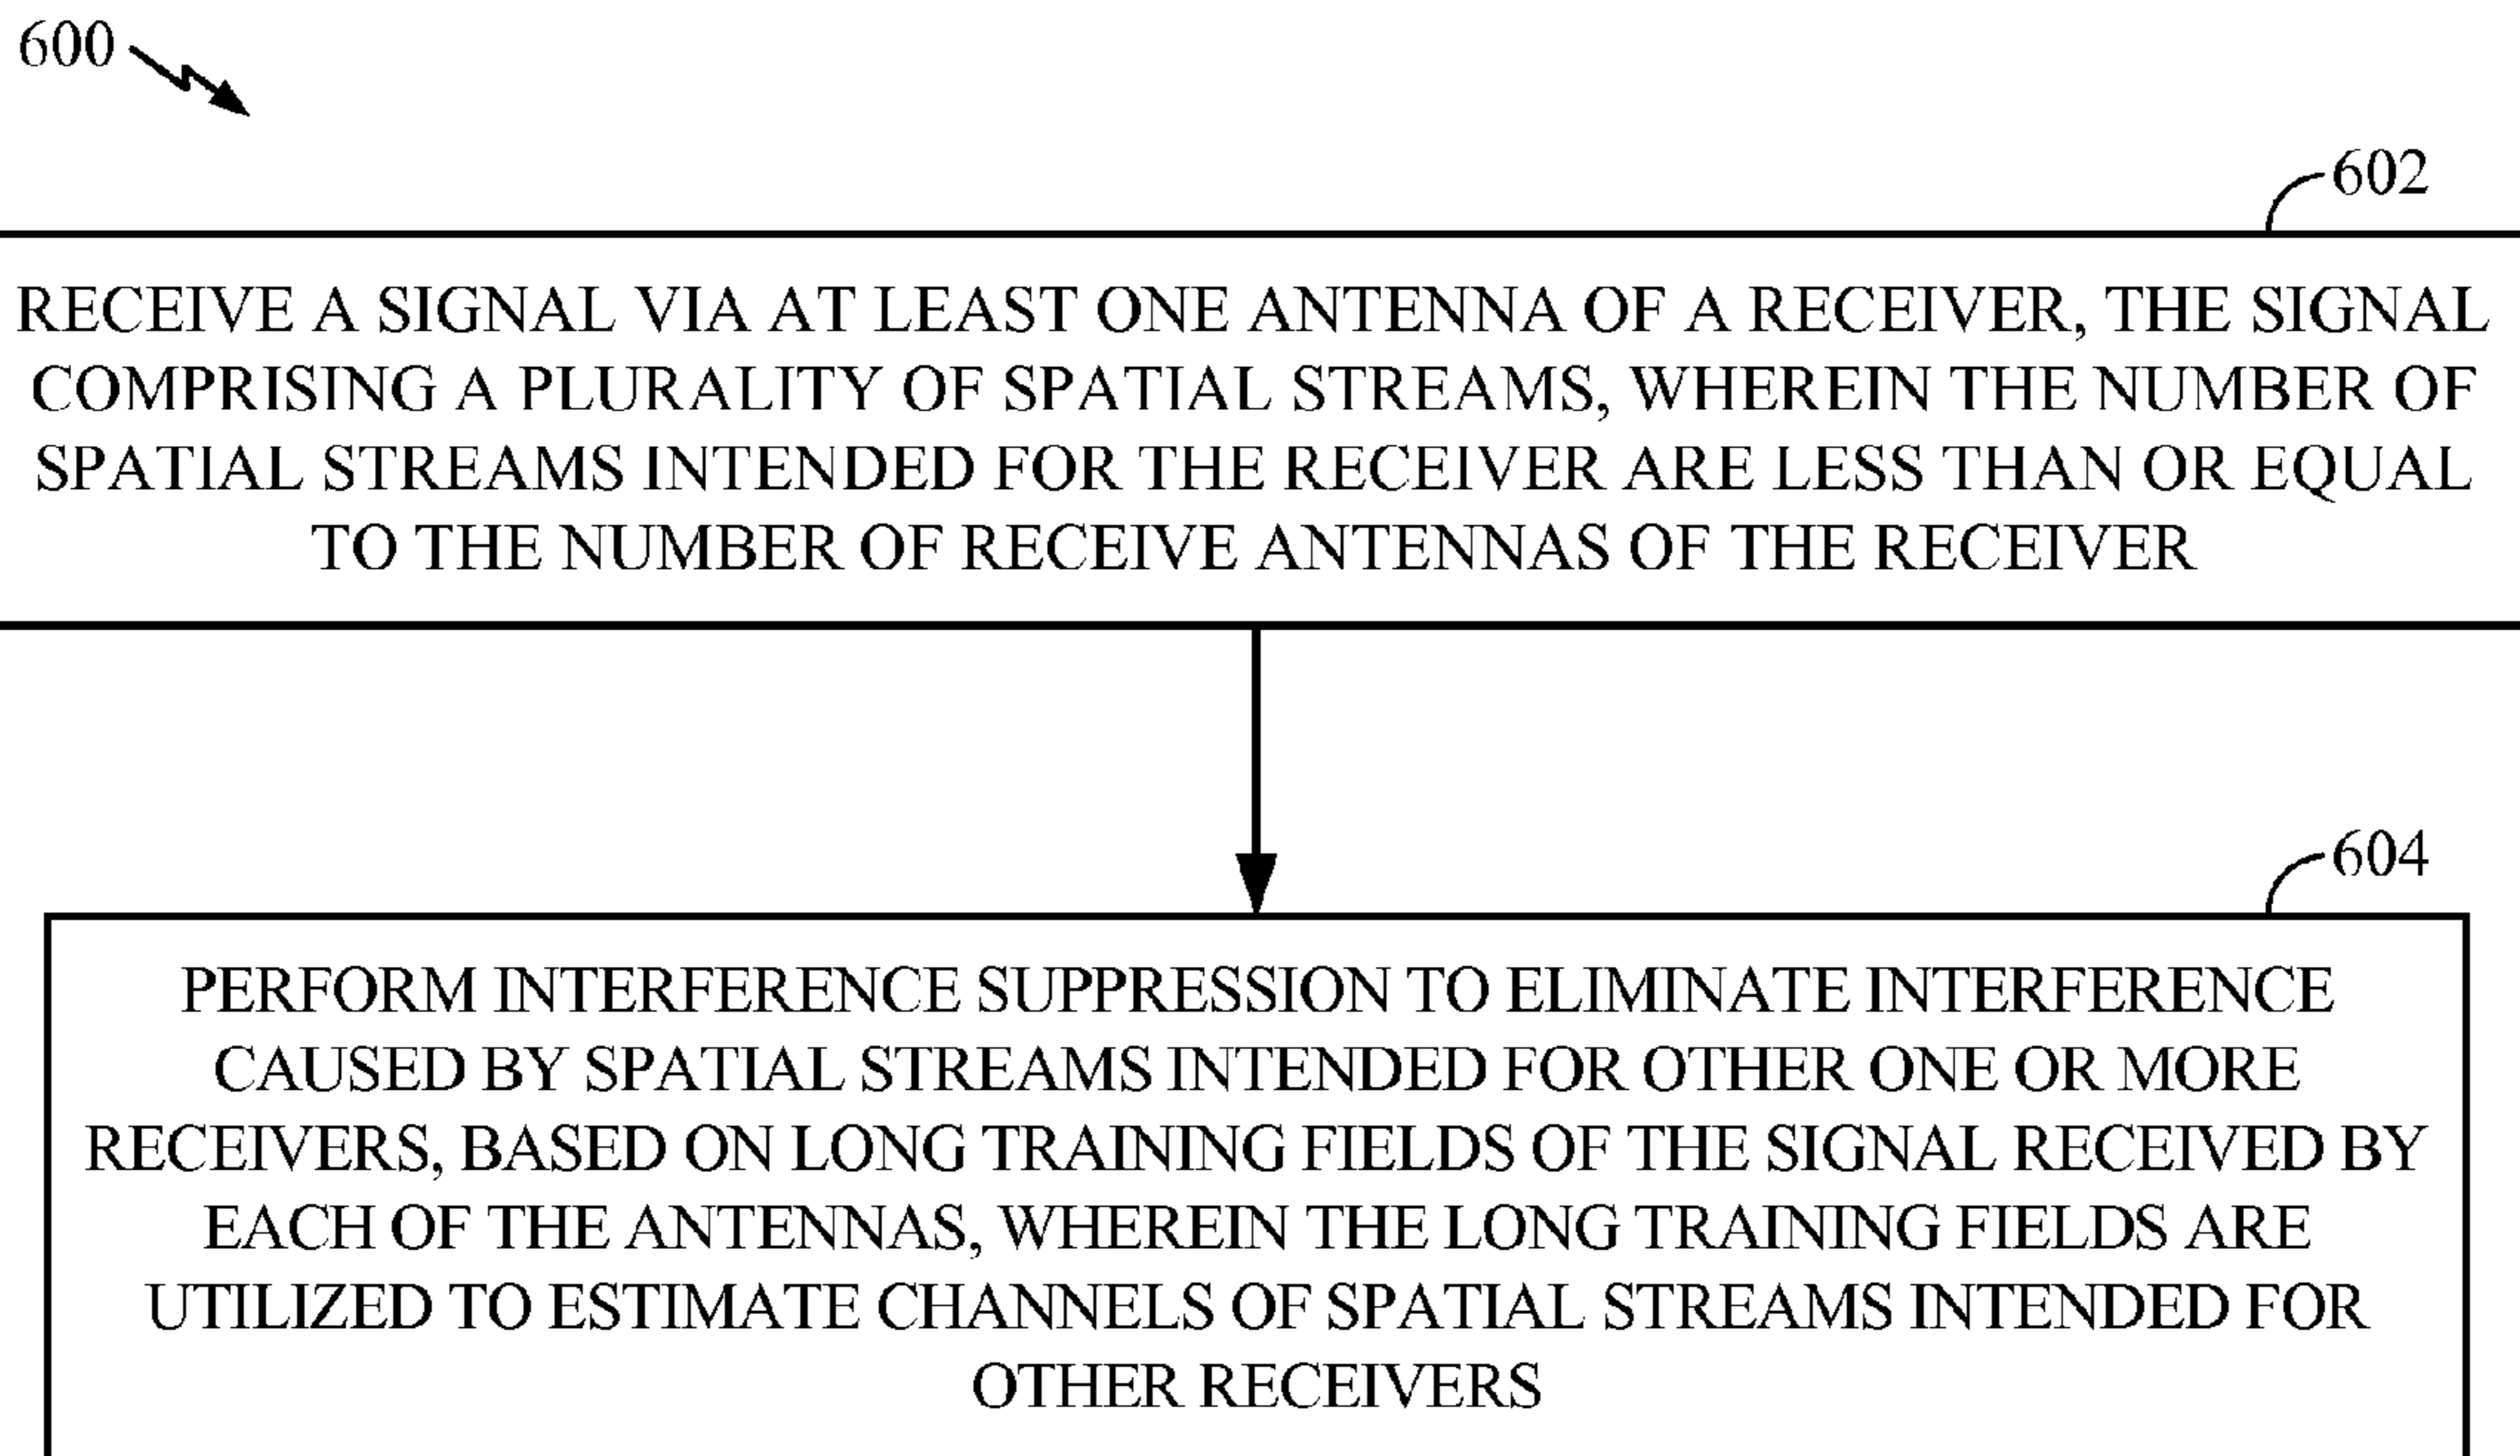 600
602
RECEIVE A SIGNAL VIA AT LEAST ONE ANTENNA OF A RECEIVER, THE SIGNAL
COMPRISING A PLURALITY OF SPATIAL STREAMS, WHEREIN THE NUMBER OF
SPATIAL STREAMS INTENDED FOR THE RECEIVER ARE LESS THAN OR EQUAL
TO THE NUMBER OF RECEIVE ANTENNAS OF THE RECEIVER
604
PERFORM INTERFERENCE SUPPRESSION TO ELIMINATE INTERFERENCE
CAUSED BY SPATIAL STREAMS INTENDED FOR OTHER ONE OR MORE
RECEIVERS, BASED ON LONG TRAINING FIELDS OF THE SIGNAL RECEIVED BY
EACH OF THE ANTENNAS, WHEREIN THE LONG TRAINING FIELDS ARE
UTILIZED TO ESTIMATE CHANNELS OF SPATIAL STREAMS INTENDED FOR
OTHER RECEIVERS